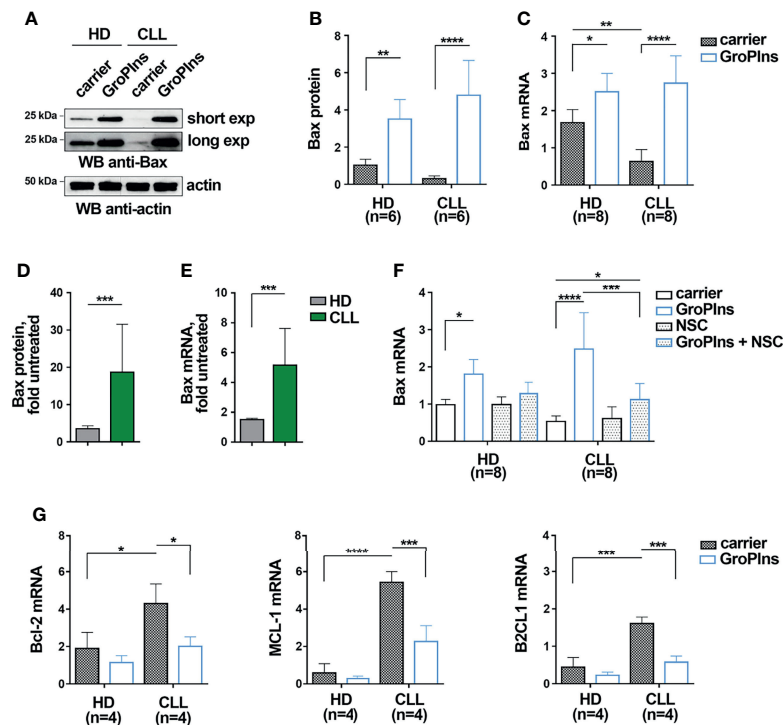 A
HD CLL
carrier GroPIns carrier GroPIns
25 kDa
short exp
25 kDa
long exp
WB anti-Bax
50 kDa
actin
WB anti-actin
B
Bax protein
8
6
4
2
0
** ****
HD CLL
(n=6) (n=6)
C
Bax mRNA
4
3
2
1
0
**
* ****
HD CLL
(n=8) (n=8)
carrier
GroPIns
D
Bax protein,
fold untreated
40
30
20
10
0
***
E
Bax mRNA,
fold untreated
10
8
6
4
2
0
***
HD
CLL
F
Bax mRNA
4
3
2
1
0
*
*
**** ***
HD CLL
(n=8) (n=8)
carrier
GroPIns
NSC
GroPIns + NSC
G
Bcl-2 mRNA
8
6
4
2
0
* *
HD CLL
(n=4) (n=4)
MCL-1 mRNA
8
6
4
2
0
**** ***
HD CLL
(n=4) (n=4)
B2CL1 mRNA
4
3
2
1
0
*** ***
HD CLL
(n=4) (n=4)
carrier
GroPIns